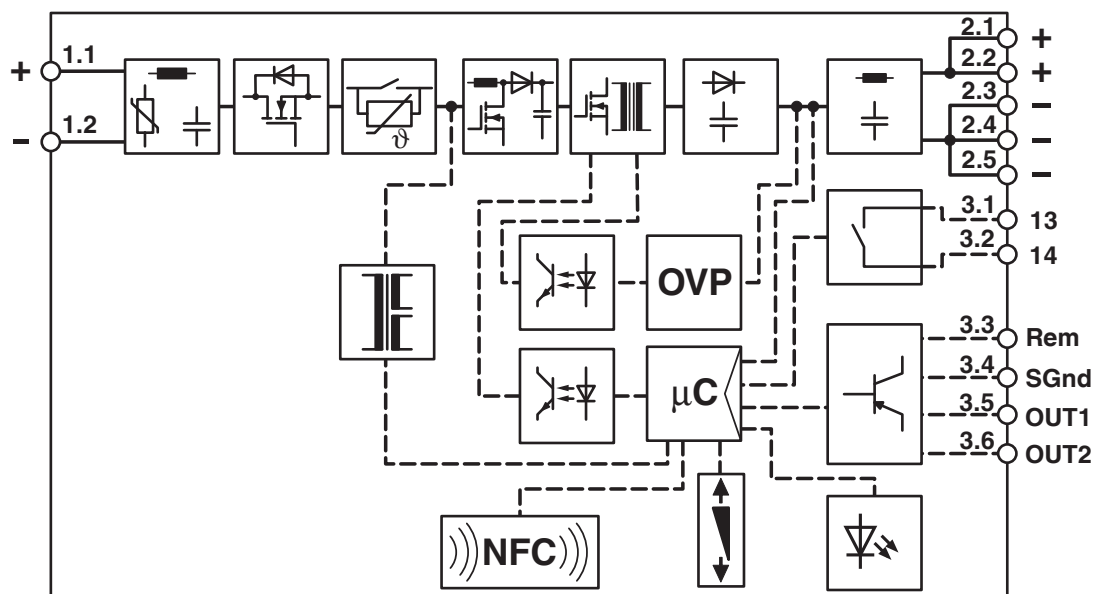 + 1.1
− 1.2
ϑ
2.1 +
2.2 +
2.3 −
2.4 −
2.5 −
3.1 13
3.2 14
OVP
3.3 Rem
3.4 SGnd
3.5 OUT1
3.6 OUT2
μC
NFC